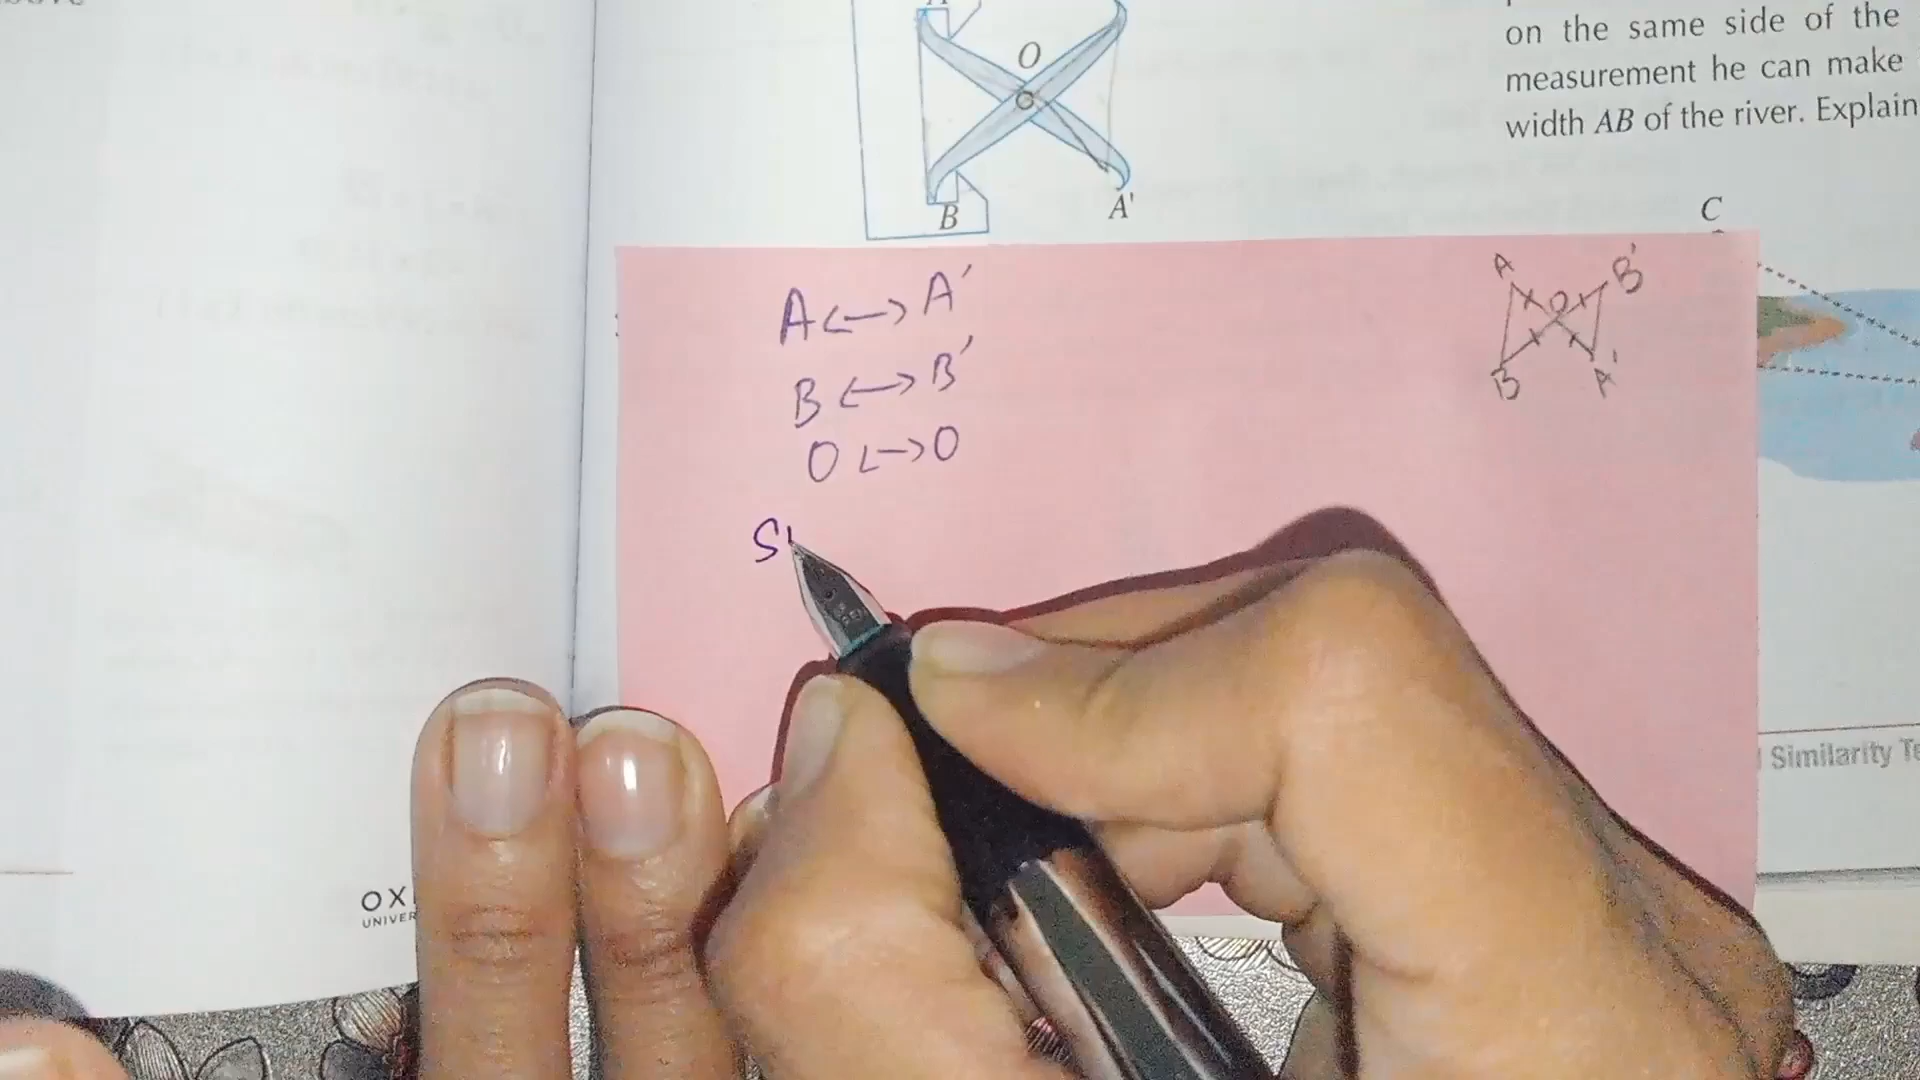 O
B
A'
on the same side of the
measurement he can make
width AB of the river. Explain
C
A <--> A'
B <--> B'
O <--> O
S
A
B'
O
B
A'
Similarity
OX
UNIVER